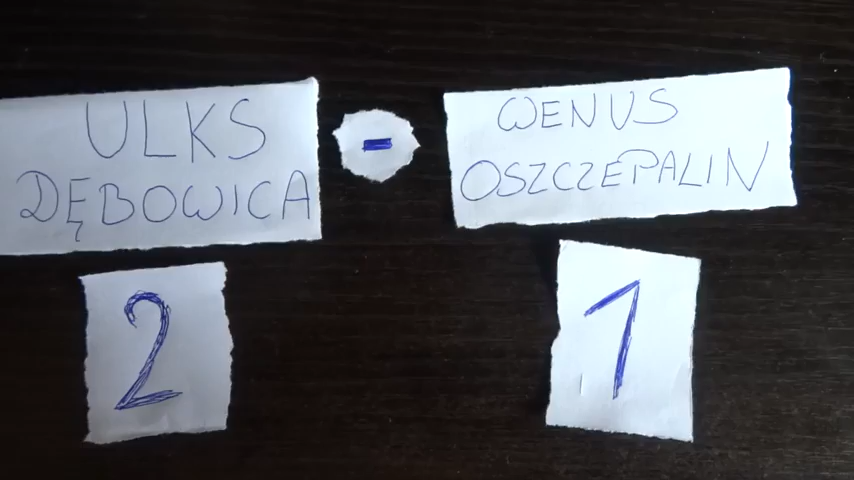 ULKS
DĘBOWICA
-
WENUS
OSZCZEPALIN
2
1